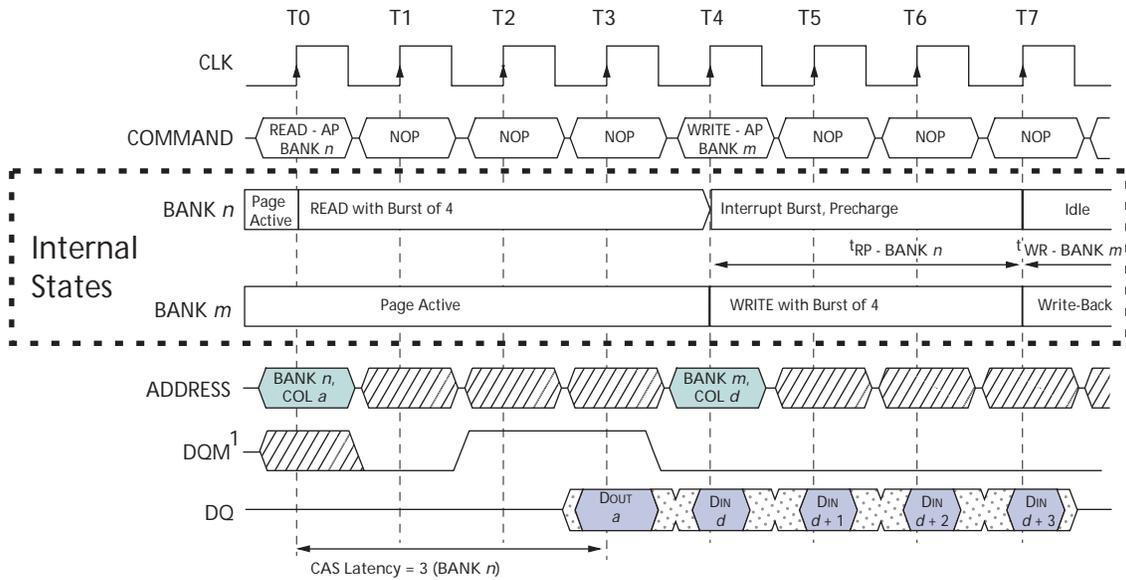 T0 T1 T2 T3 T4 T5 T6 T7
CLK
COMMAND
READ - AP
BANK n
NOP
NOP
NOP
WRITE - AP
BANK m
NOP
NOP
NOP
Internal
States
BANK n
Page
Active
READ with Burst of 4
Interrupt Burst, Precharge
Idle
tRP - BANK n
tWR - BANK m
BANK m
Page Active
WRITE with Burst of 4
Write-Back
ADDRESS
BANK n,
COL a
BANK m,
COL d
DQM1
DQ
DOUT
a
DIN
d
DIN
d + 1
DIN
d + 2
DIN
d + 3
CAS Latency = 3 (BANK n)